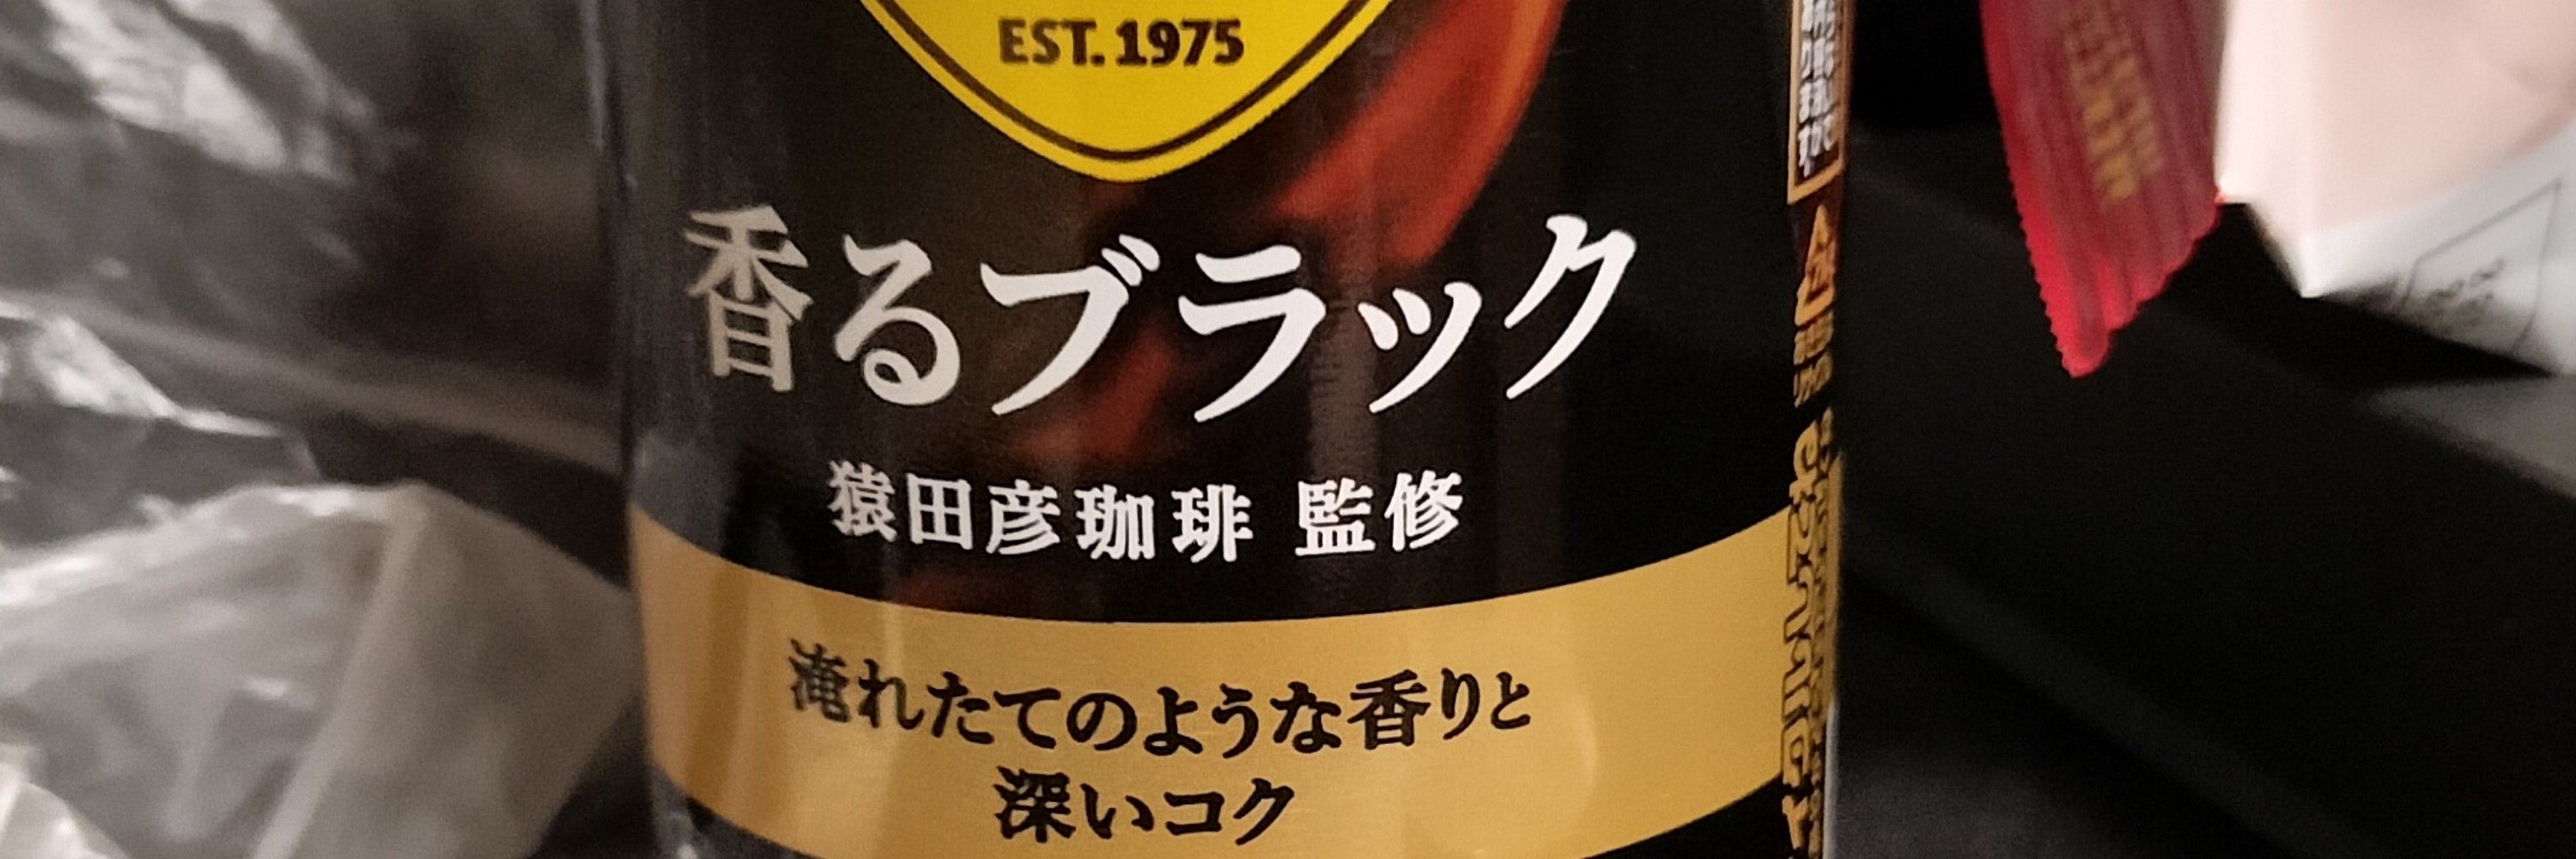 EST. 1975
香るブラック
猿田彦珈琲 監修
淹れたてのような香りと
深いコク